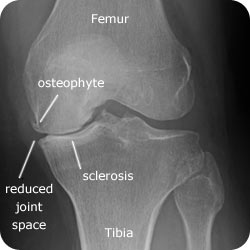 Femur
osteophyte
sclerosis
reduced
joint
space
Tibia